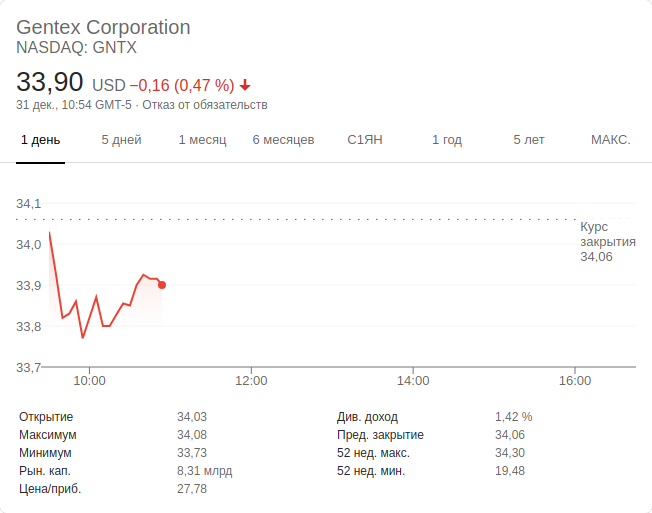 Gentex Corporation
NASDAQ: GNTX
33,90 USD −0,16 (0,47 %)
31 дек., 10:54 GMT-5 · Отказ от обязательств
1 день 5 дней 1 месяц 6 месяцев С1ЯН 1 год 5 лет МАКС.
34,1
34,0
33,9
33,8
33,7
Курс
закрытия
34,06
10:00 12:00 14:00 16:00
Открытие 34,03 Див. доход 1,42 %
Максимум 34,08 Пред. закрытие 34,06
Минимум 33,73 52 нед. макс. 34,30
Рын. кап. 8,31 млрд 52 нед. мин. 19,48
Цена/приб. 27,78